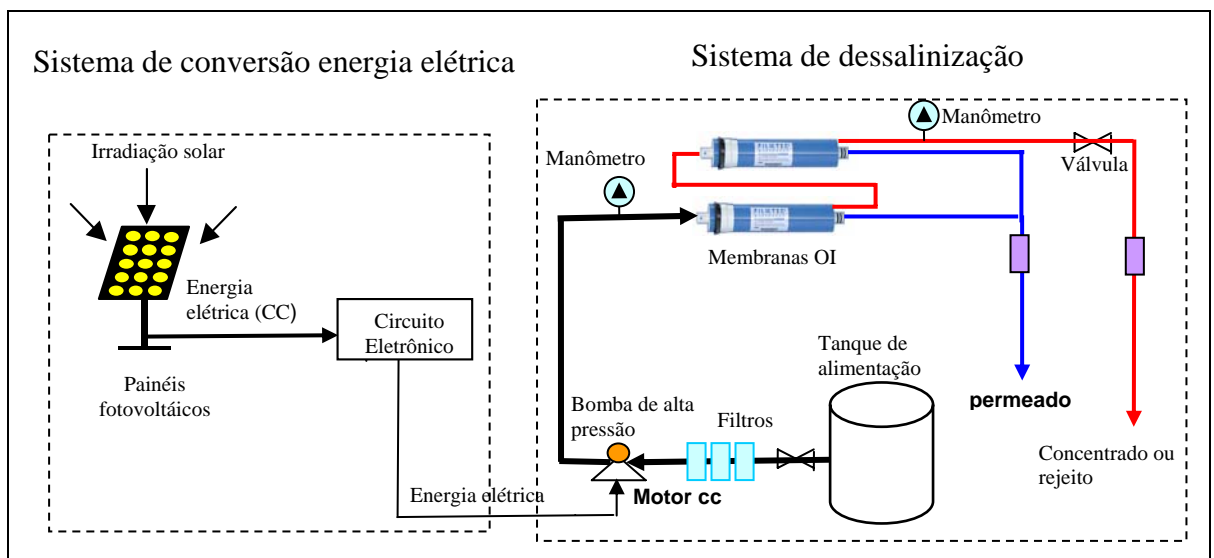 Sistema de conversão energia elétrica
Sistema de dessalinização
Irradiação solar
Energia
elétrica (CC)
Circuito
Eletrônico
Painéis
fotovoltáicos
Energia elétrica
Manômetro
Manômetro
Válvula
FILMTEC
FILMTEC
Membranas OI
Tanque de
alimentação
Bomba de alta
pressão
Filtros
Motor cc
permeado
Concentrado ou
rejeito